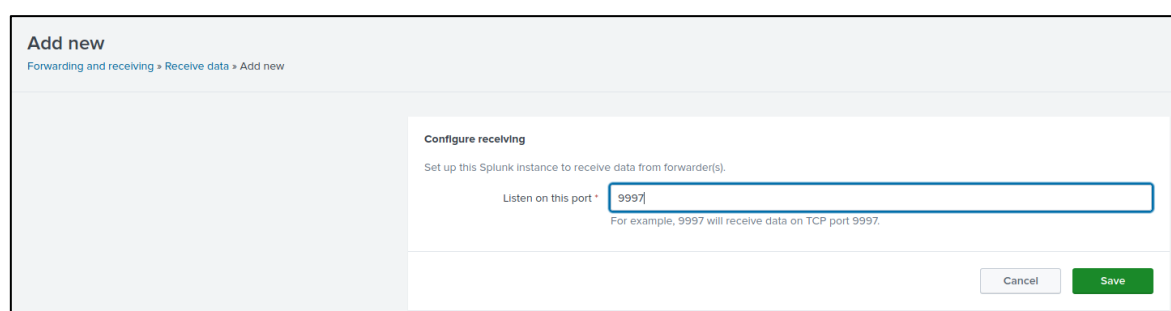 Add new
Forwarding and receiving » Receive data » Add new
Configure receiving
Set up this Splunk instance to receive data from forwarder(s).
Listen on this port * 9997
For example, 9997 will receive data on TCP port 9997.
Cancel Save